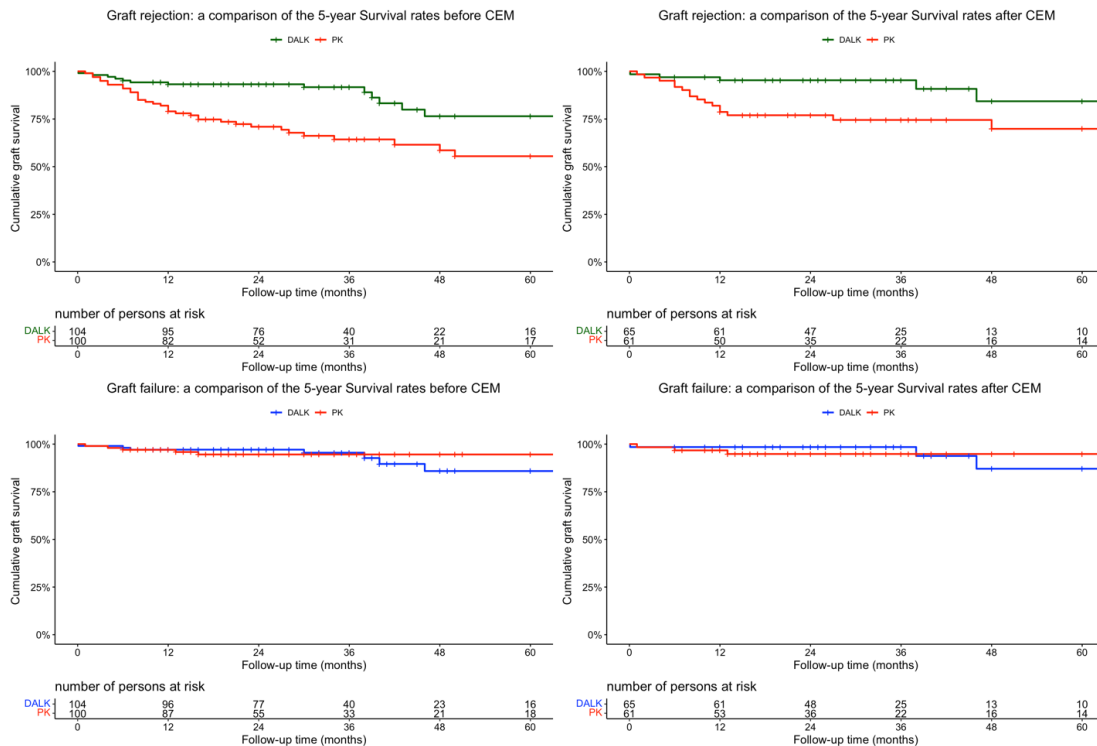 Graft rejection: a comparison of the 5-year Survival rates before CEM
DALK PK
Cumulative graft survival
100%
75%
50%
25%
0%
0 12 24 36 48 60
Follow-up time (months)
number of persons at risk
DALK 104 95 76 40 22 16
PK 100 82 52 31 21 17
0 12 24 36 48 60
Follow-up time (months)
Graft rejection: a comparison of the 5-year Survival rates after CEM
DALK PK
Cumulative graft survival
100%
75%
50%
25%
0%
0 12 24 36 48 60
Follow-up time (months)
number of persons at risk
DALK 65 61 47 25 13 10
PK 61 50 35 22 16 14
0 12 24 36 48 60
Follow-up time (months)
Graft failure: a comparison of the 5-year Survival rates before CEM
DALK PK
Cumulative graft survival
100%
75%
50%
25%
0%
0 12 24 36 48 60
Follow-up time (months)
number of persons at risk
DALK 104 96 77 40 23 16
PK 100 87 55 33 21 18
0 12 24 36 48 60
Follow-up time (months)
Graft failure: a comparison of the 5-year Survival rates after CEM
DALK PK
Cumulative graft survival
100%
75%
50%
25%
0%
0 12 24 36 48 60
Follow-up time (months)
number of persons at risk
DALK 65 61 48 25 13 10
PK 61 53 36 22 16 14
0 12 24 36 48 60
Follow-up time (months)